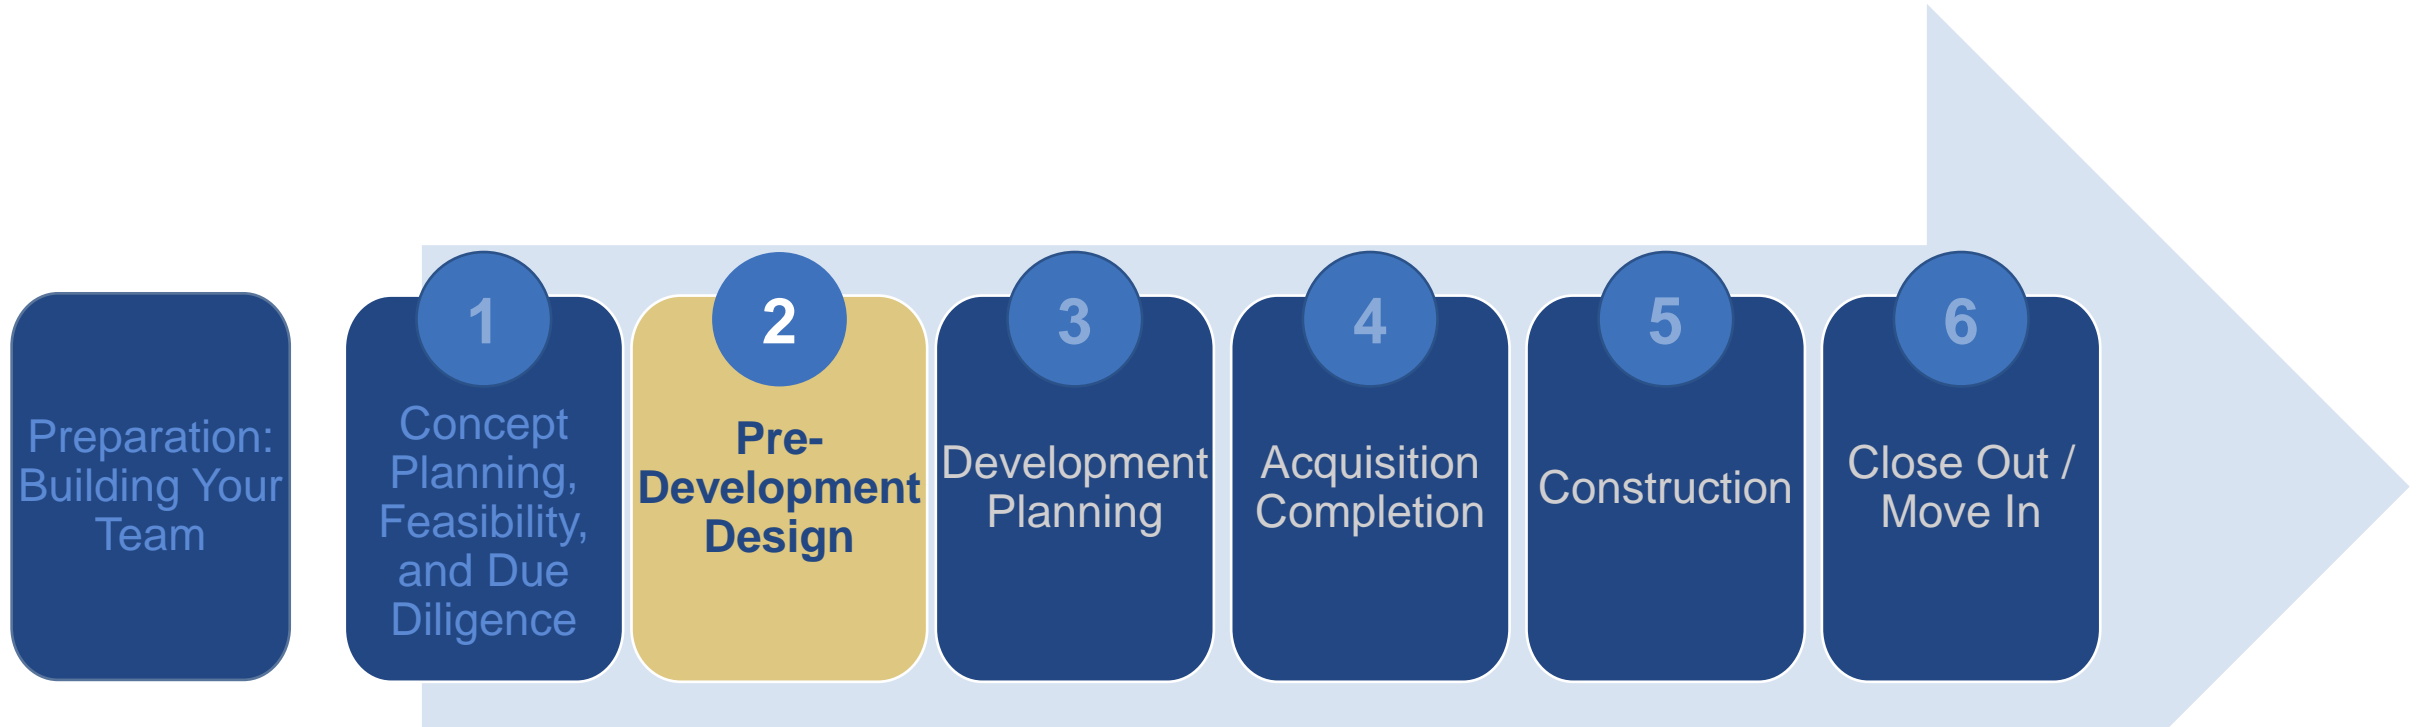 Preparation:
Building Your
Team
1
Concept
Planning,
Feasibility,
and Due
Diligence
2
Pre-
Development
Design
3
Development
Planning
4
Acquisition
Completion
5
Construction
6
Close Out /
Move In